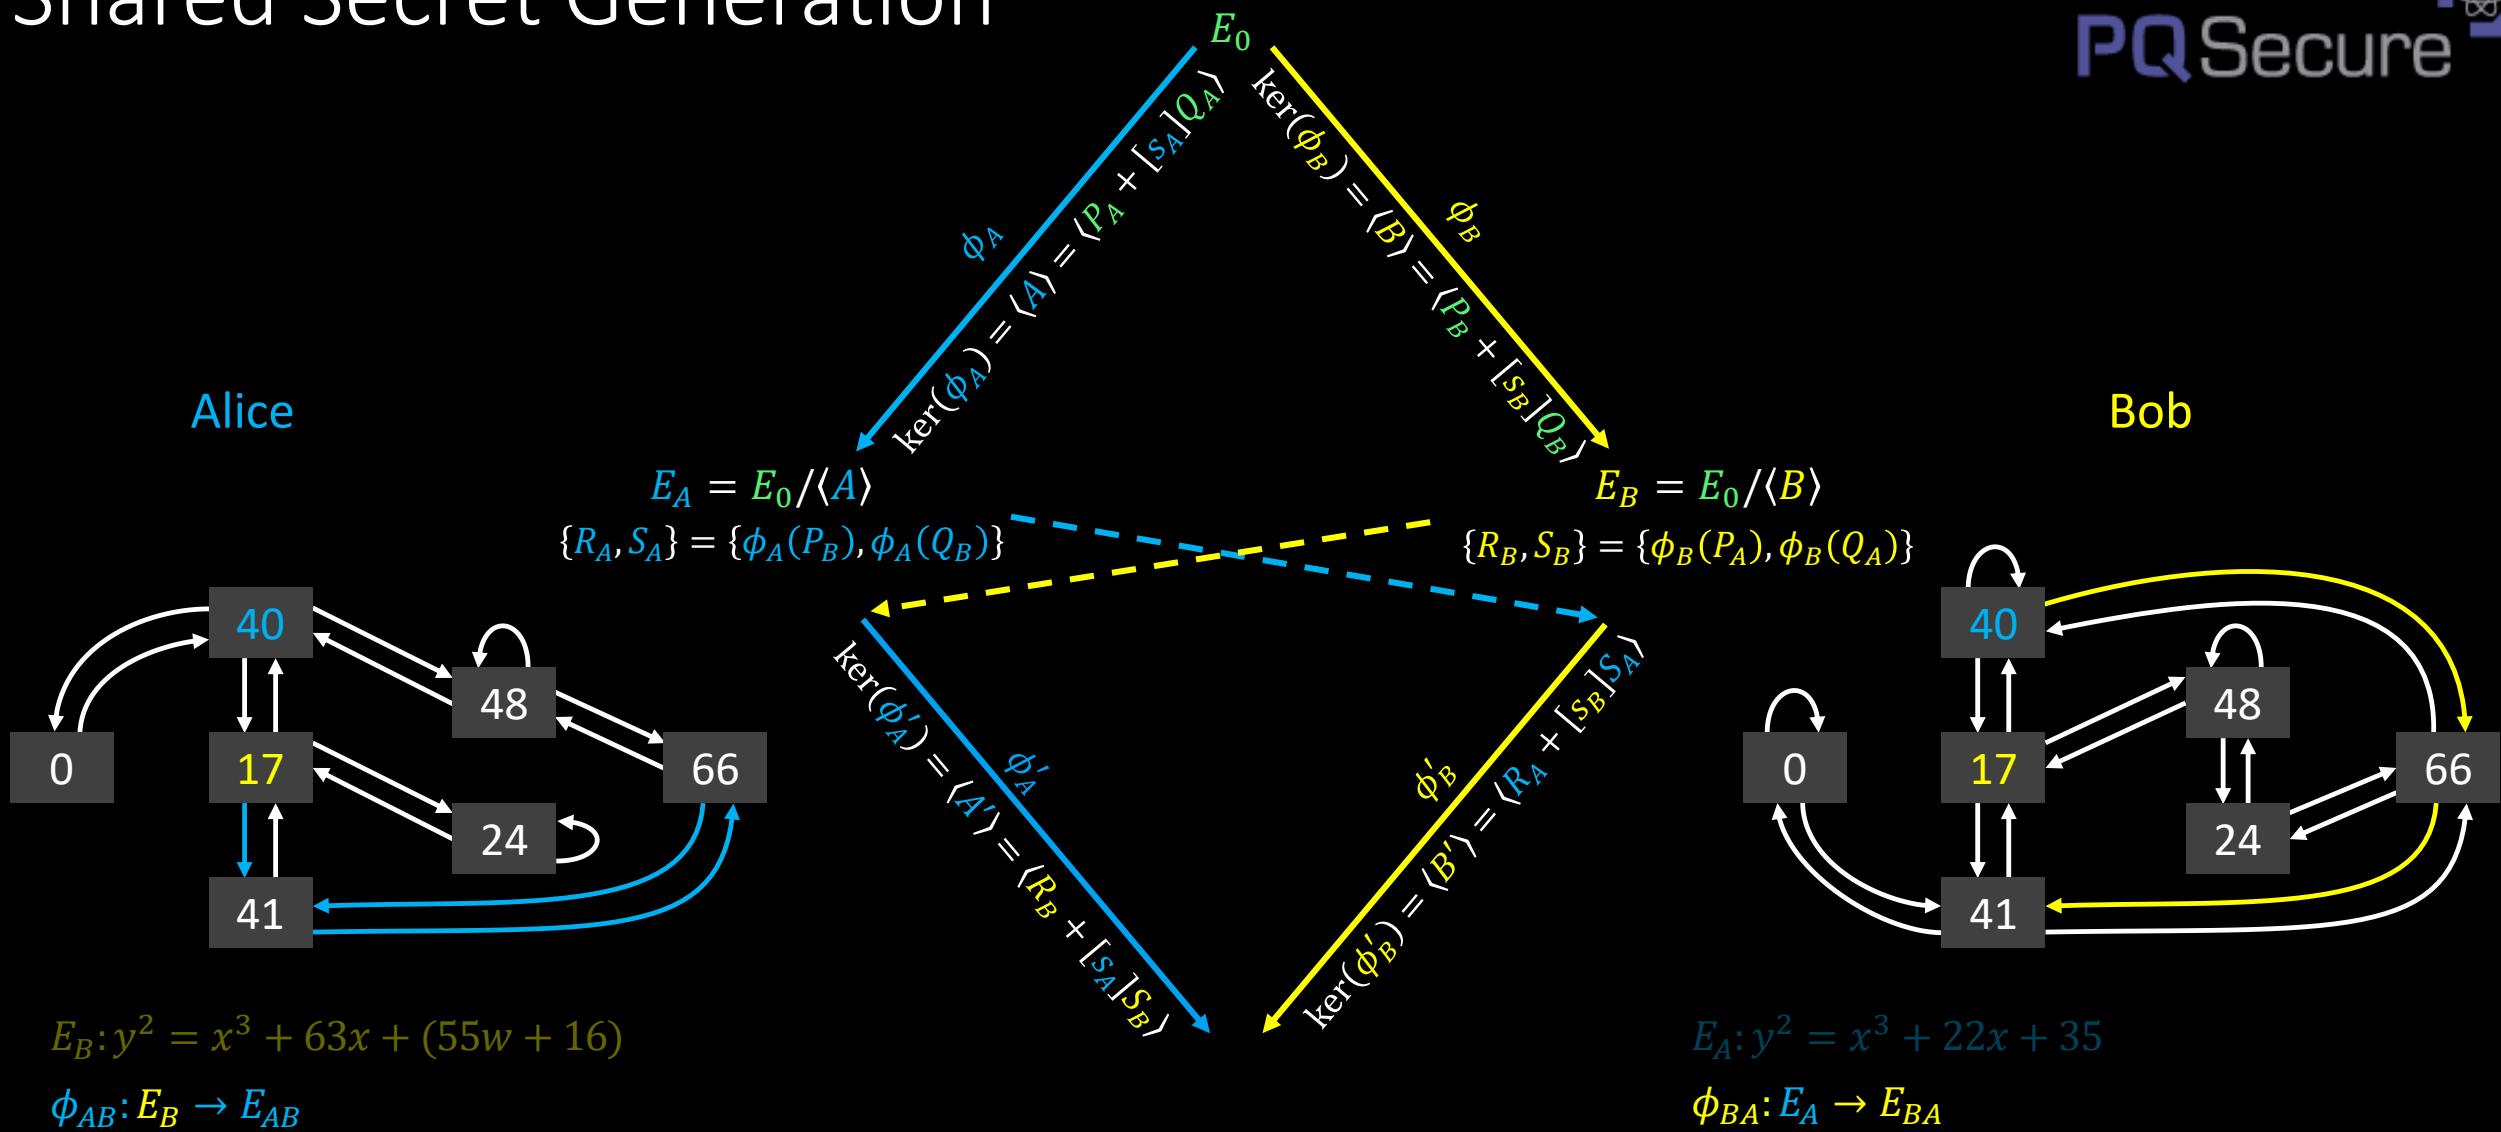 Shared Secret Generation
PQSecure
E₀
ker(ϕ_A) = ⟨A⟩ = ⟨P_A + [s_A]Q_A⟩
ϕ_A
ker(ϕ_B) = ⟨B⟩ = ⟨P_B + [s_B]Q_B⟩
ϕ_B
Alice
Bob
E_A = E₀/⟨A⟩
{R_A, S_A} = {ϕ_A(P_B), ϕ_A(Q_B)}
E_B = E₀/⟨B⟩
{R_B, S_B} = {ϕ_B(P_A), ϕ_B(Q_A)}
40
48
0
17
66
24
41
ker(ϕ′_A) = ⟨A′⟩ = ⟨R_B + [s_A]S_B⟩
ϕ′_A
ϕ′_B
ker(ϕ′_B) = ⟨B′⟩ = ⟨R_A + [s_B]S_A⟩
40
48
0
17
66
24
41
E_B: y² = x³ + 63x + (55w + 16)
ϕ_AB: E_B → E_AB
E_A: y² = x³ + 22x + 35
ϕ_BA: E_A → E_BA